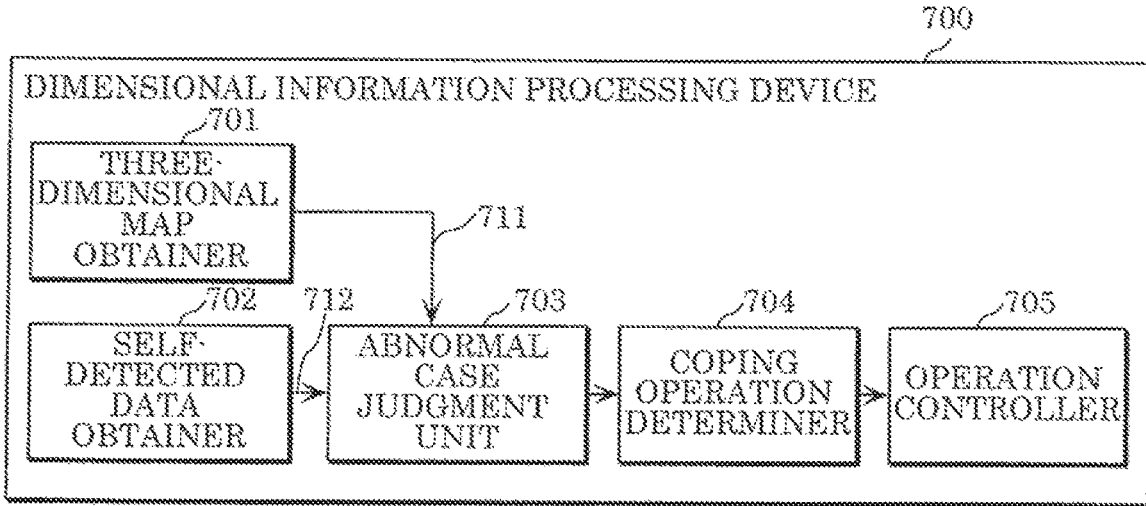 700
DIMENSIONAL INFORMATION PROCESSING DEVICE
701
THREE-
DIMENSIONAL
MAP
OBTAINER
711
702
SELF-
DETECTED
DATA
OBTAINER
712
703
ABNORMAL
CASE
JUDGMENT
UNIT
704
COPING
OPERATION
DETERMINER
705
OPERATION
CONTROLLER